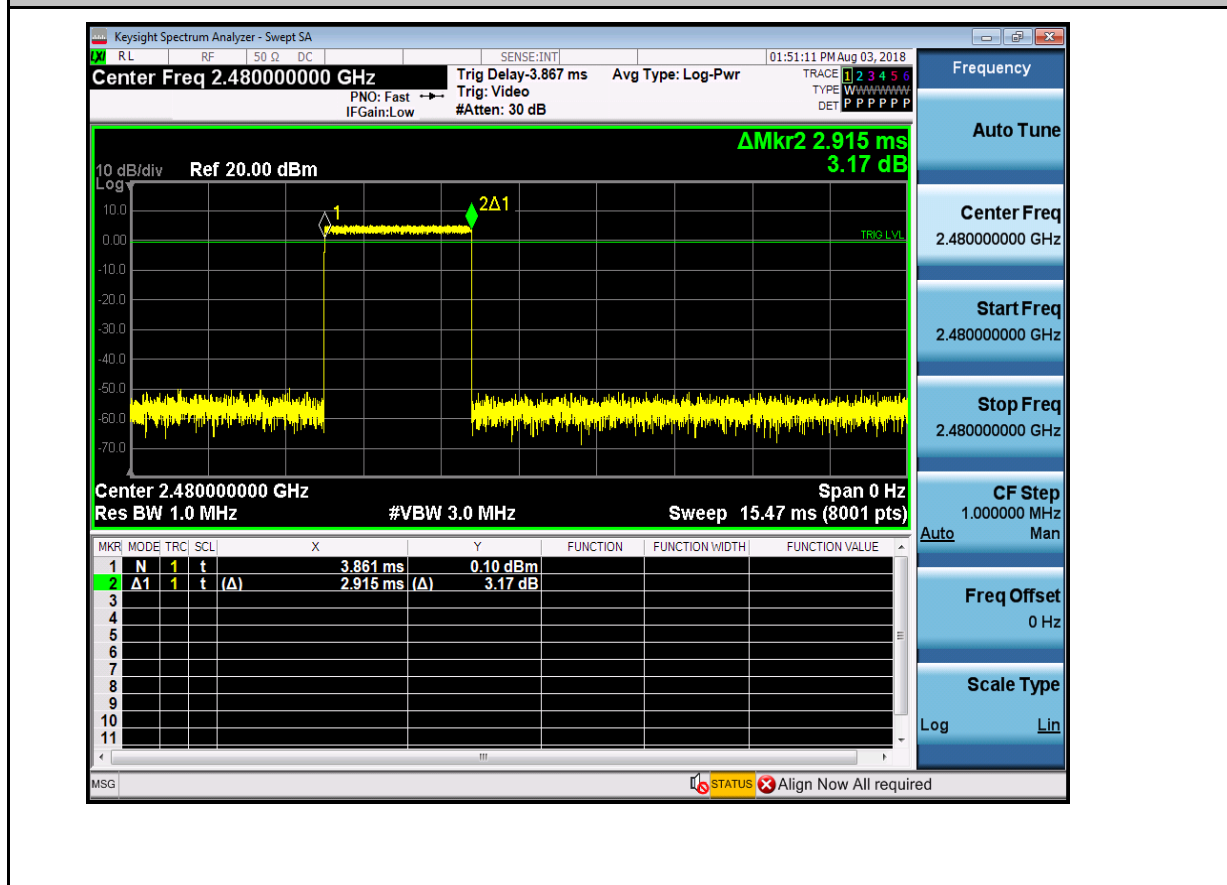 Keysight Spectrum Analyzer - Swept SA
LXI RL RF 50 Ω DC SENSE:INT 01:51:11 PM Aug 03, 2018
Center Freq 2.480000000 GHz
PNO: Fast
IFGain:Low
Trig Delay-3.867 ms
Trig: Video
#Atten: 30 dB
Avg Type: Log-Pwr
TRACE 1 2 3 4 5 6
TYPE WWWWWW
DET P P P P P P
ΔMkr2 2.915 ms
3.17 dB
10 dB/div Ref 20.00 dBm
Log
10.0
0.00
-10.0
-20.0
-30.0
-40.0
-50.0
-60.0
-70.0
1
2Δ1
TRIG LVL
Center 2.480000000 GHz Span 0 Hz
Res BW 1.0 MHz #VBW 3.0 MHz Sweep 15.47 ms (8001 pts)
MKR MODE TRC SCL X Y FUNCTION FUNCTION WIDTH FUNCTION VALUE
1 N 1 t 3.861 ms 0.10 dBm
2 Δ1 1 t (Δ) 2.915 ms (Δ) 3.17 dB
3
4
5
6
7
8
9
10
11
MSG STATUS Align Now All required
Frequency
Auto Tune
Center Freq
2.480000000 GHz
Start Freq
2.480000000 GHz
Stop Freq
2.480000000 GHz
CF Step
1.000000 MHz
Auto Man
Freq Offset
0 Hz
Scale Type
Log Lin